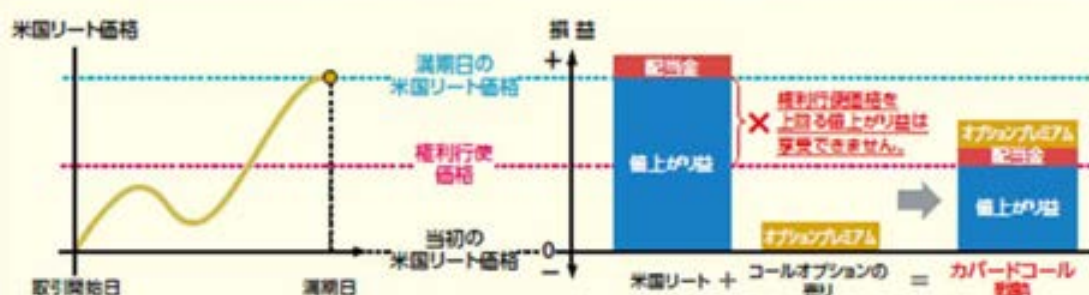 米国リート価格
満期日の
米国リート価格
権利行使
価格
当初の
米国リート価格
取引開始日
満期日
損益
+
0
−
配当金
値上がり益
× 権利行使価格を
上回る値上がり益は
享受できません。
オプションプレミアム
オプションプレミアム
配当金
値上がり益
米国リート + コールオプションの
売り
= カバードコール
戦略